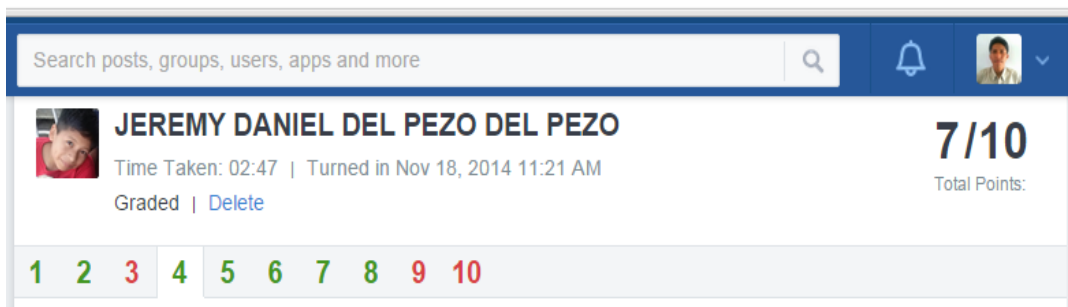 Search posts, groups, users, apps and more
JEREMY DANIEL DEL PEZO DEL PEZO
7/10
Time Taken: 02:47 | Turned in Nov 18, 2014 11:21 AM
Total Points:
Graded | Delete
1 2 3 4 5 6 7 8 9 10